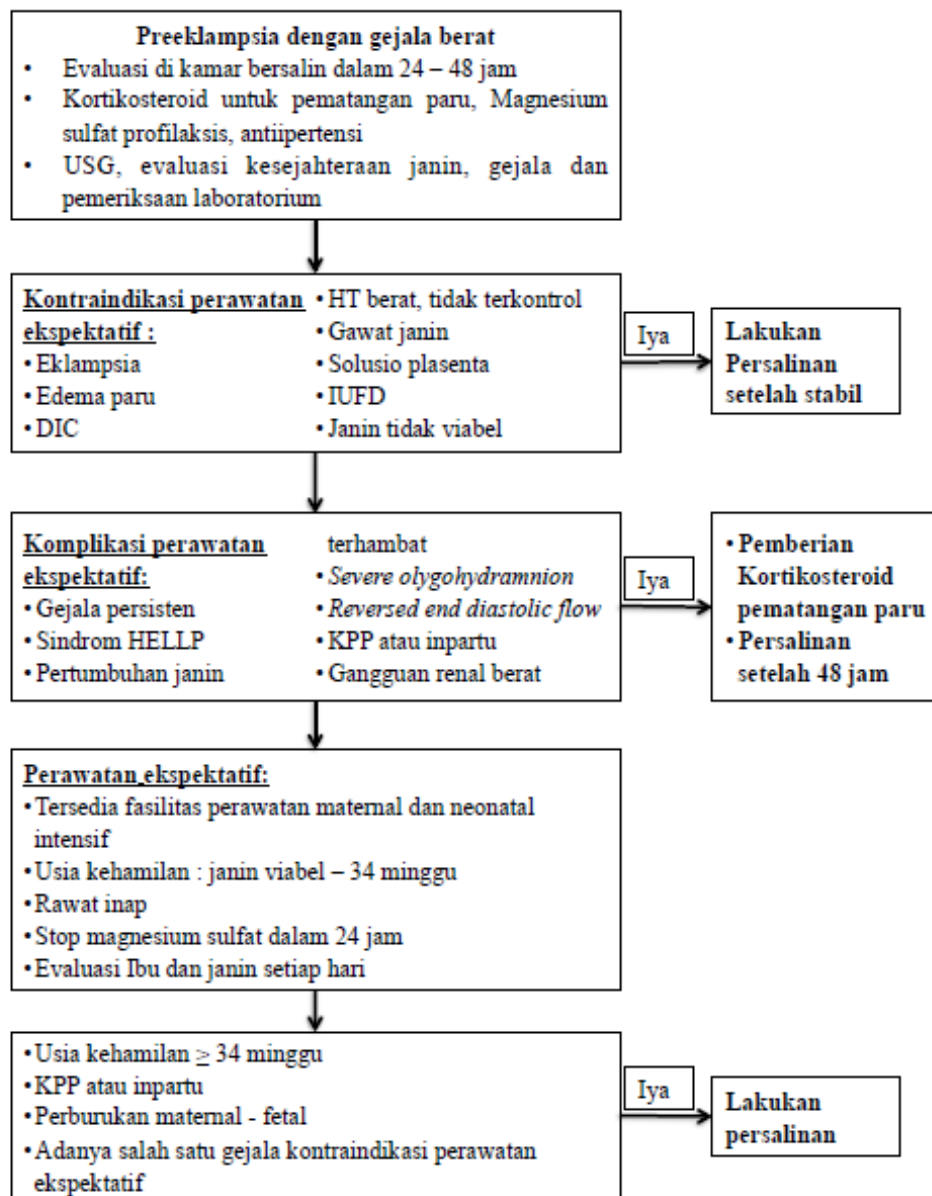 Preeklampsia dengan gejala berat
• Evaluasi di kamar bersalin dalam 24 – 48 jam
• Kortikosteroid untuk pematangan paru, Magnesium
sulfat profilaksis, antiipertensi
• USG, evaluasi kesejahteraan janin, gejala dan
pemeriksaan laboratorium
Kontraindikasi perawatan
ekspektatif :
• Eklampsia
• Edema paru
• DIC
• HT berat, tidak terkontrol
• Gawat janin
• Solusio plasenta
• IUFD
• Janin tidak viabel
Iya
Lakukan
Persalinan
setelah stabil
Komplikasi perawatan
ekspektatif:
• Gejala persisten
• Sindrom HELLP
• Pertumbuhan janin
terhambat
• Severe olygohydramnion
• Reversed end diastolic flow
• KPP atau inpartu
• Gangguan renal berat
Iya
• Pemberian
Kortikosteroid
pematangan paru
• Persalinan
setelah 48 jam
Perawatan ekspektatif:
• Tersedia fasilitas perawatan maternal dan neonatal
intensif
• Usia kehamilan : janin viabel – 34 minggu
• Rawat inap
• Stop magnesium sulfat dalam 24 jam
• Evaluasi Ibu dan janin setiap hari
• Usia kehamilan ≥ 34 minggu
• KPP atau inpartu
• Perburukan maternal - fetal
• Adanya salah satu gejala kontraindikasi perawatan
ekspektatif
Iya
Lakukan
persalinan